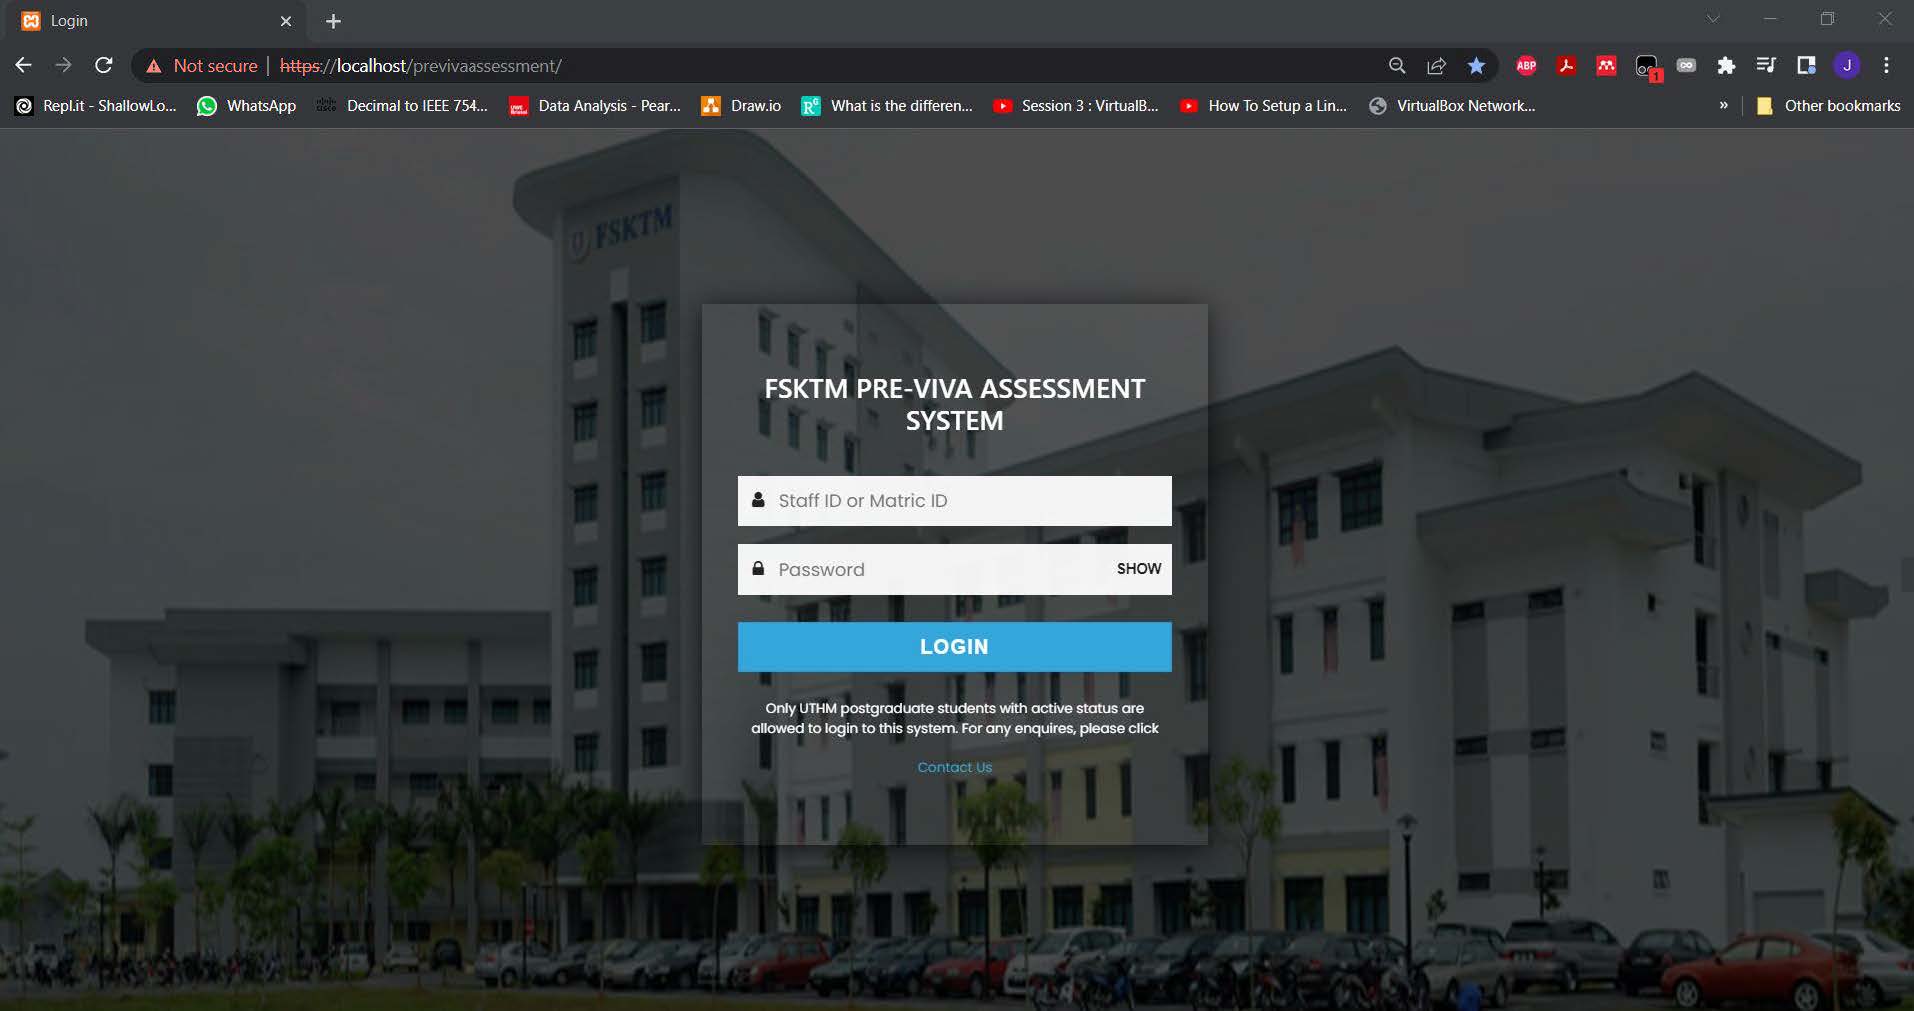 Login
Not secure
https://localhost/previvaassessment/
ABP
1
J
Repl.it - ShallowLo...
WhatsApp
Decimal to IEEE 754...
Data Analysis - Pear...
Draw.io
What is the differen...
Session 3 : VirtualB...
How To Setup a Lin...
VirtualBox Network...
»
Other bookmarks
FSKTM
FSKTM PRE-VIVA ASSESSMENT
SYSTEM
Staff ID or Matric ID
Password
SHOW
LOGIN
Only UTHM postgraduate students with active status are
allowed to login to this system. For any enquires, please click
Contact Us